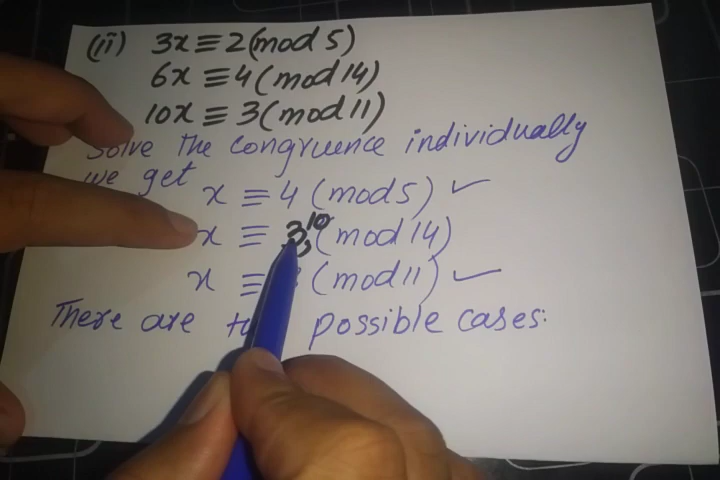 (ii) 3x ≡ 2(mod 5)
6x ≡ 4(mod 14)
10x ≡ 3(mod 11)
Solve the congruence individually
we get
x ≡ 4 (mod 5) ✓
x ≡ 3,10 (mod 14)
x ≡ (mod 11) ✓
There are possible cases: